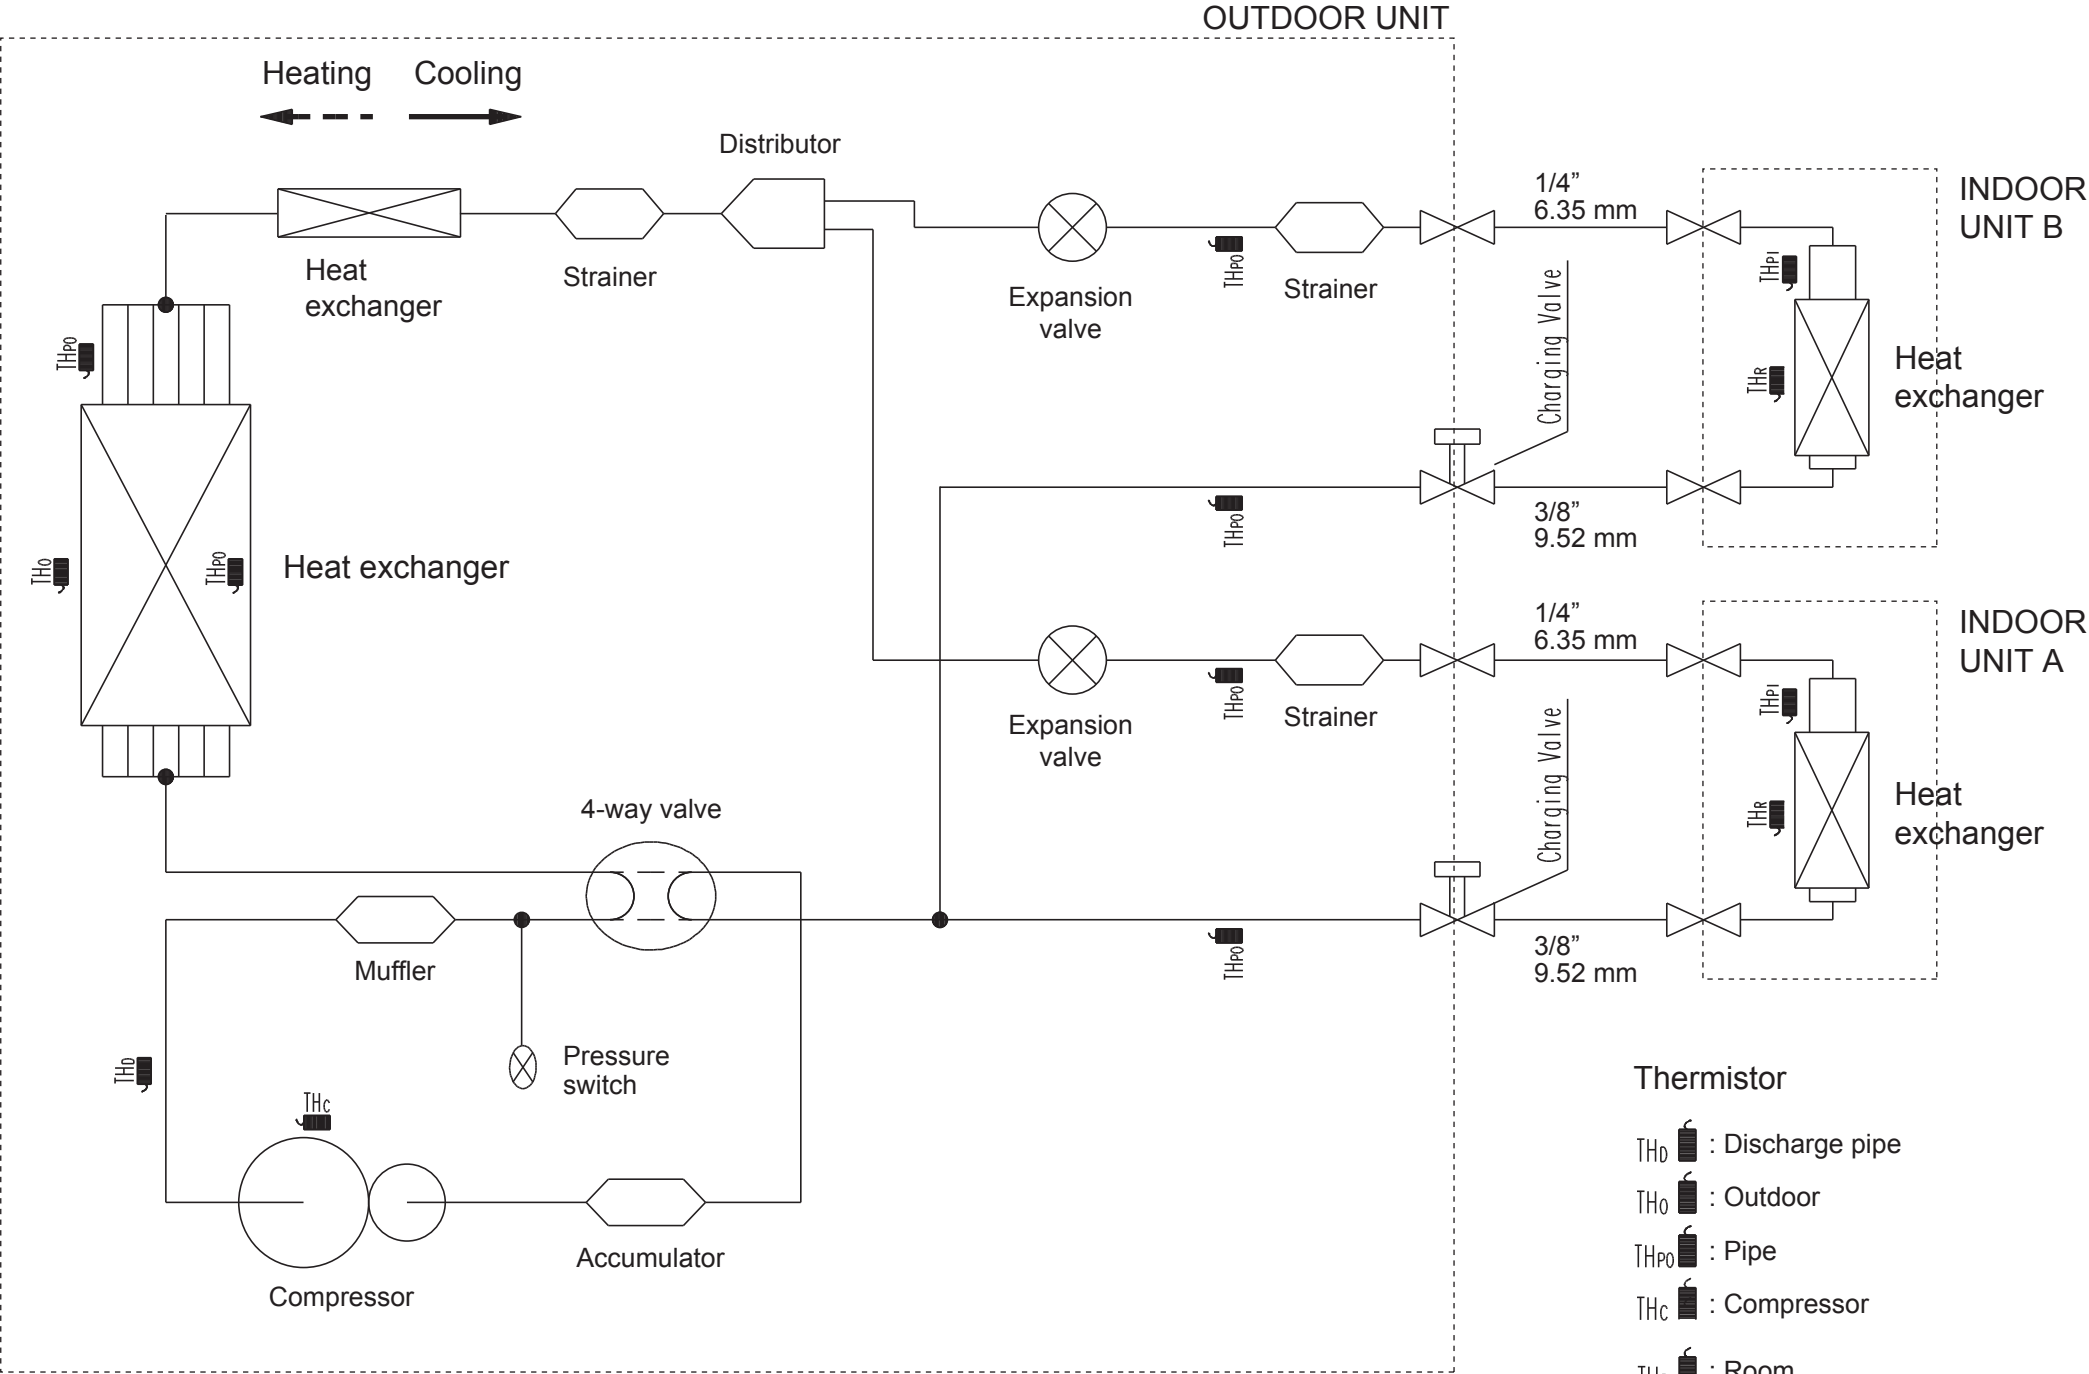 OUTDOOR UNIT
Heating Cooling
Distributor
1/4”
6.35 mm
INDOOR
UNIT B
Heat
exchanger
Strainer
Expansion
valve
THPO
Strainer
THPI
Charging Valve
THPO
THR
Heat
exchanger
THO
THPO
Heat exchanger
THPO
3/8”
9.52 mm
1/4”
6.35 mm
INDOOR
UNIT A
Expansion
valve
THPO
Strainer
THPI
Charging Valve
THR
Heat
exchanger
4-way valve
Muffler
THPO
3/8”
9.52 mm
Pressure
switch
THD
THC
Compressor
Accumulator
Thermistor
THD : Discharge pipe
THO : Outdoor
THPO : Pipe
THC : Compressor
: Room